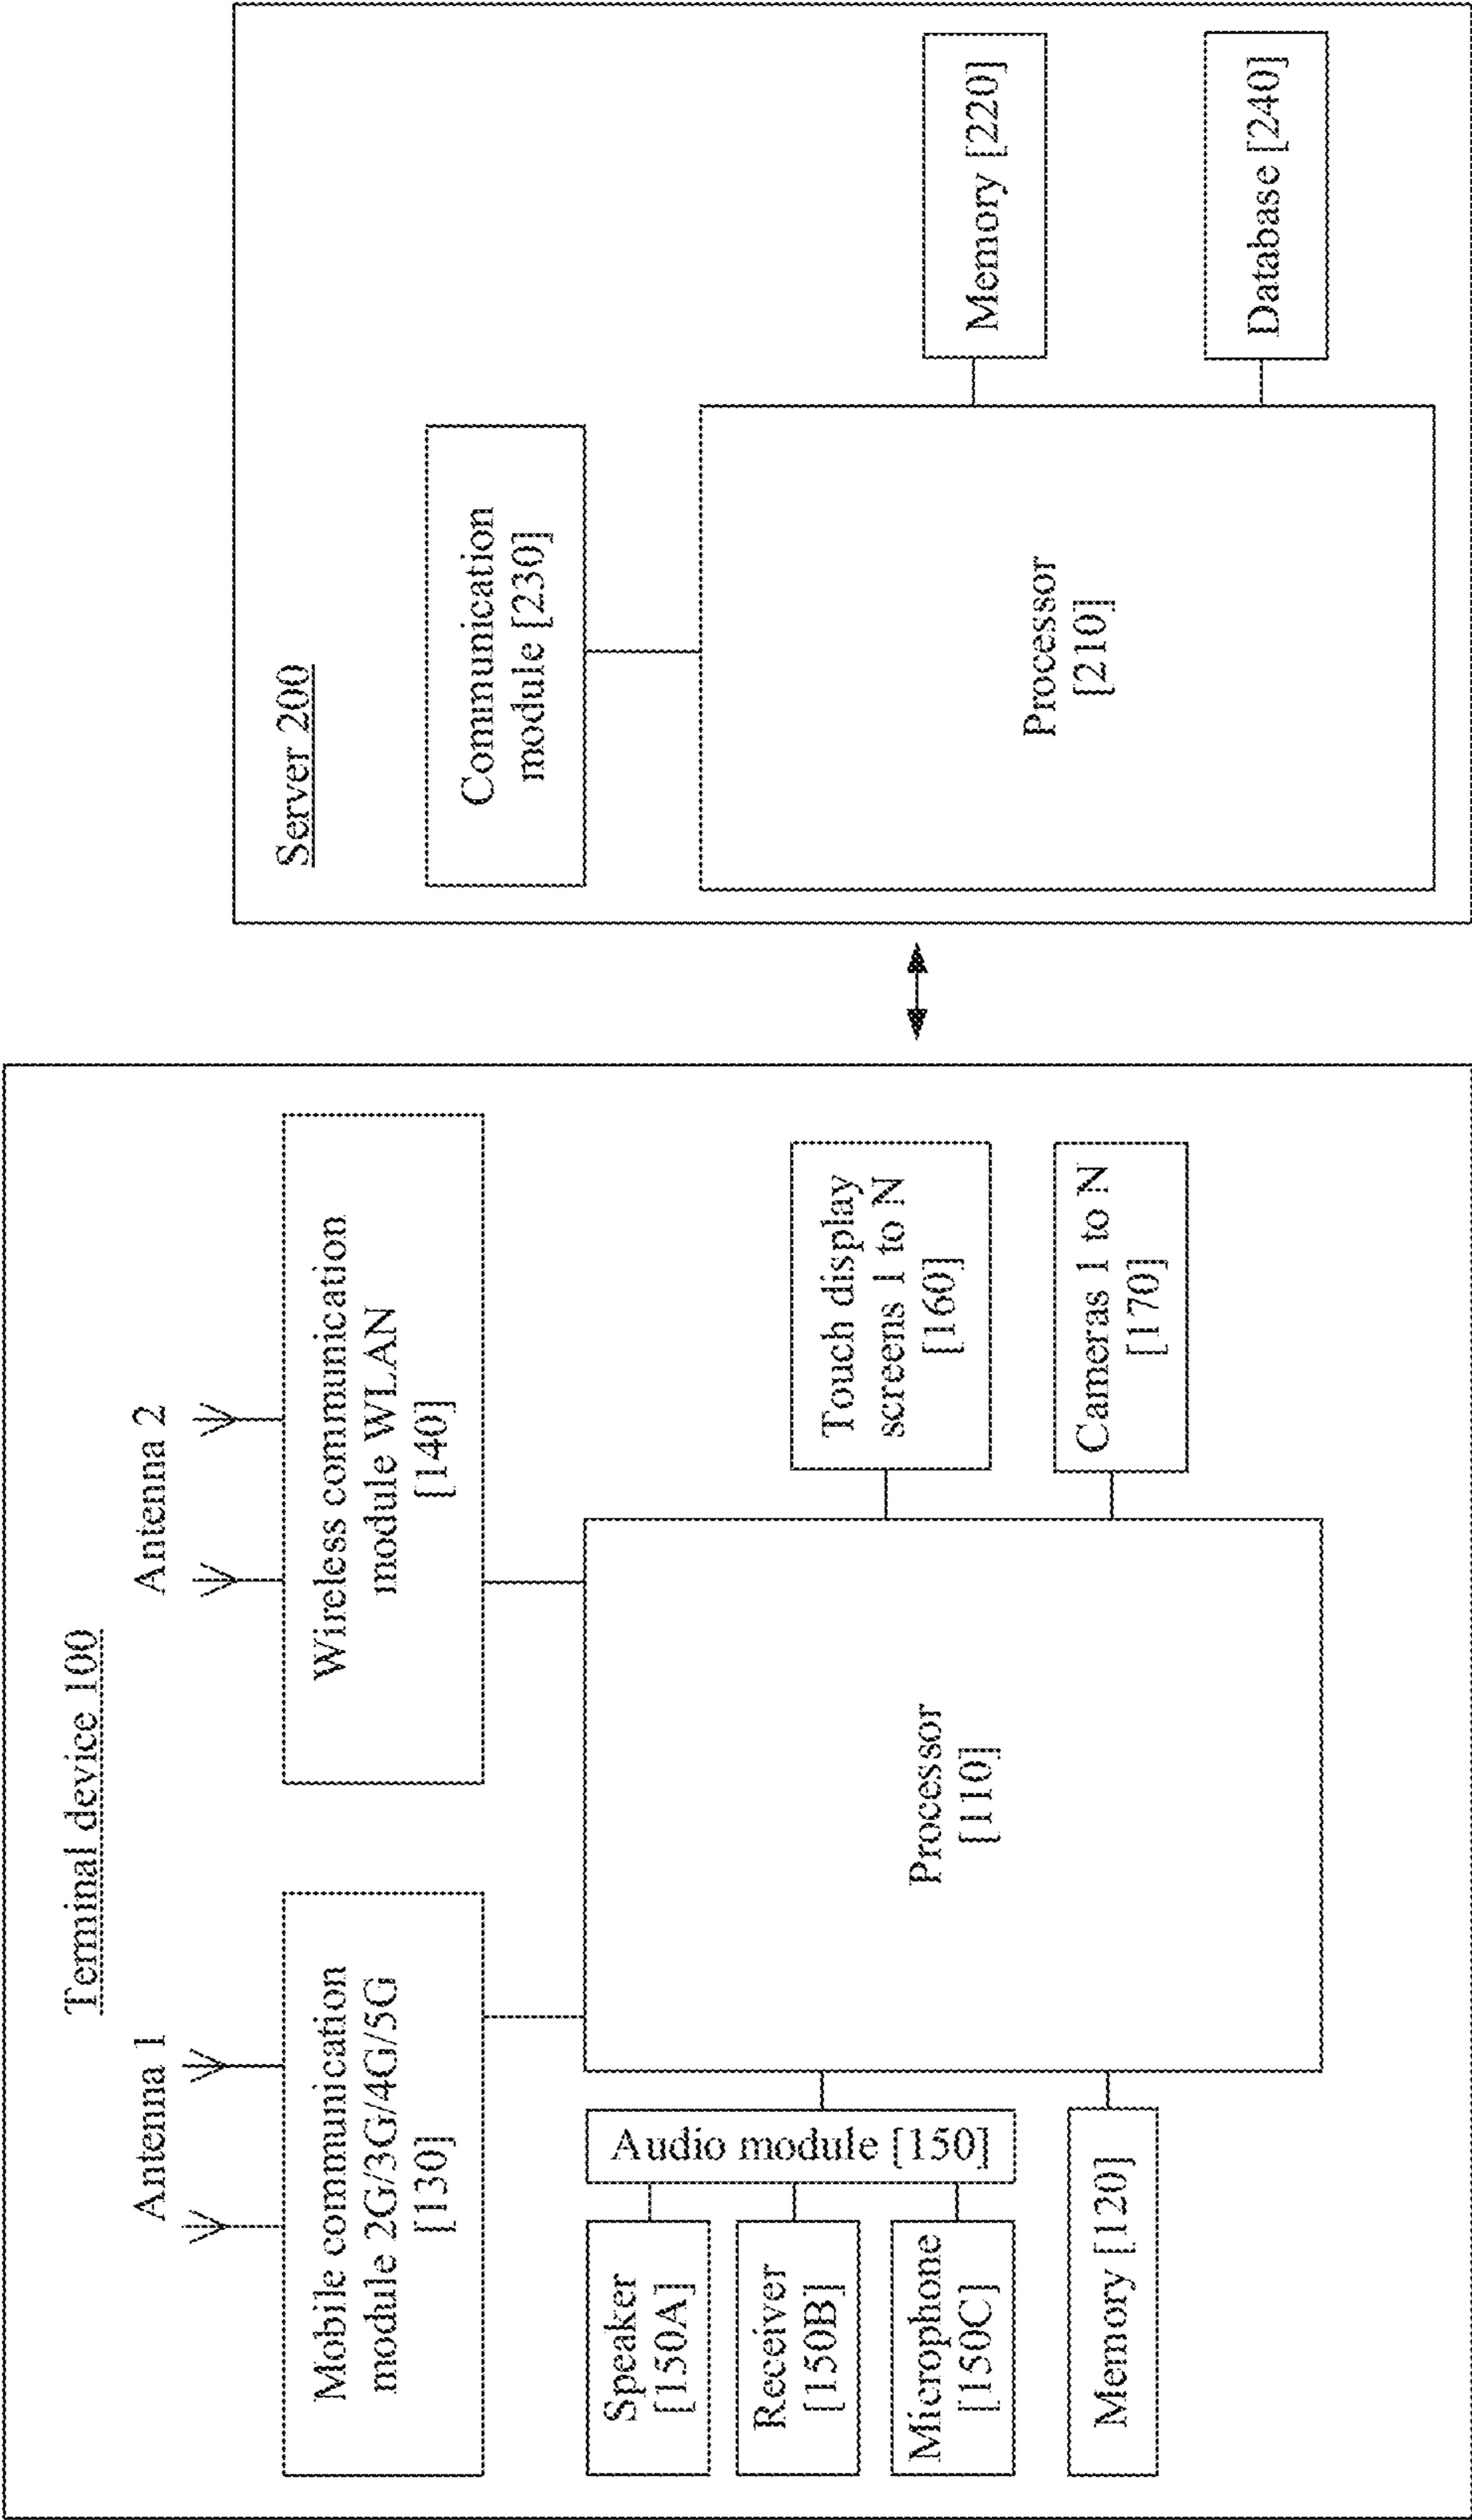 Terminal device 100
Antenna 1
Antenna 2
Mobile communication
module 2G/3G/4G/5G
[130]
Wireless communication
module WLAN
[140]
Speaker
[150A]
Receiver
[150B]
Microphone
[150C]
Audio module [150]
Memory [120]
Processor
[110]
Touch display
screens 1 to N
[160]
Cameras 1 to N
[170]
Server 200
Communication
module [230]
Processor
[210]
Memory [220]
Database [240]